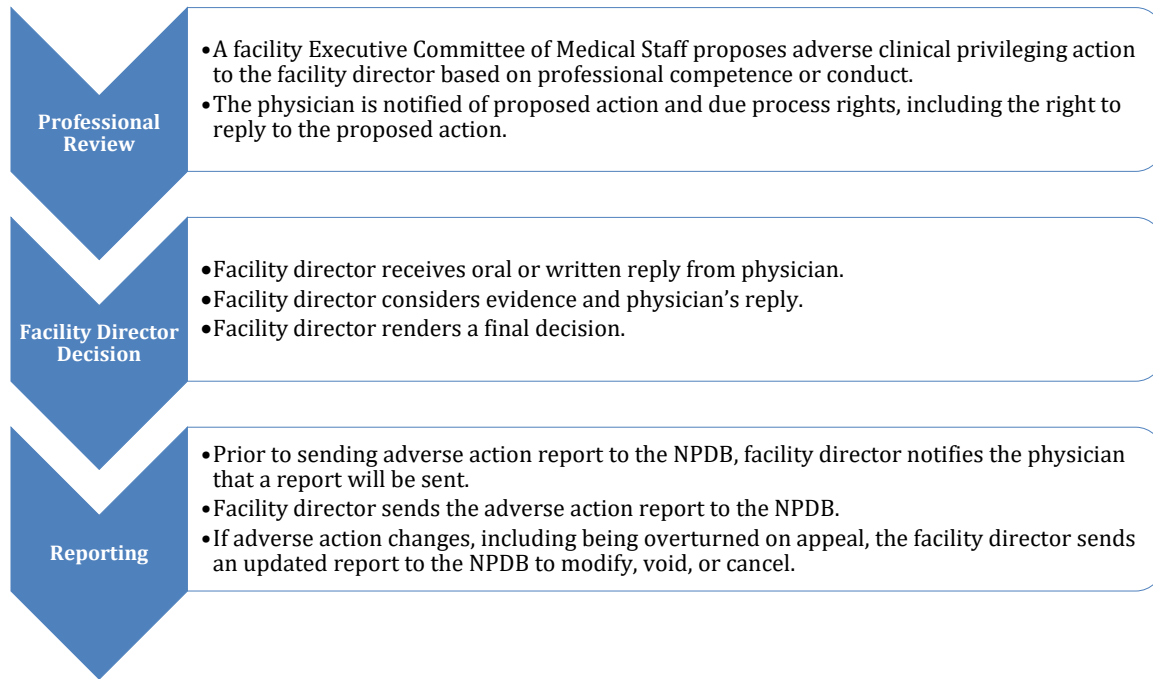 Professional
Review
•A facility Executive Committee of Medical Staff proposes adverse clinical privileging action
to the facility director based on professional competence or conduct.
•The physician is notified of proposed action and due process rights, including the right to
reply to the proposed action.
Facility Director
Decision
•Facility director receives oral or written reply from physician.
•Facility director considers evidence and physician’s reply.
•Facility director renders a final decision.
Reporting
•Prior to sending adverse action report to the NPDB, facility director notifies the physician
that a report will be sent.
•Facility director sends the adverse action report to the NPDB.
•If adverse action changes, including being overturned on appeal, the facility director sends
an updated report to the NPDB to modify, void, or cancel.